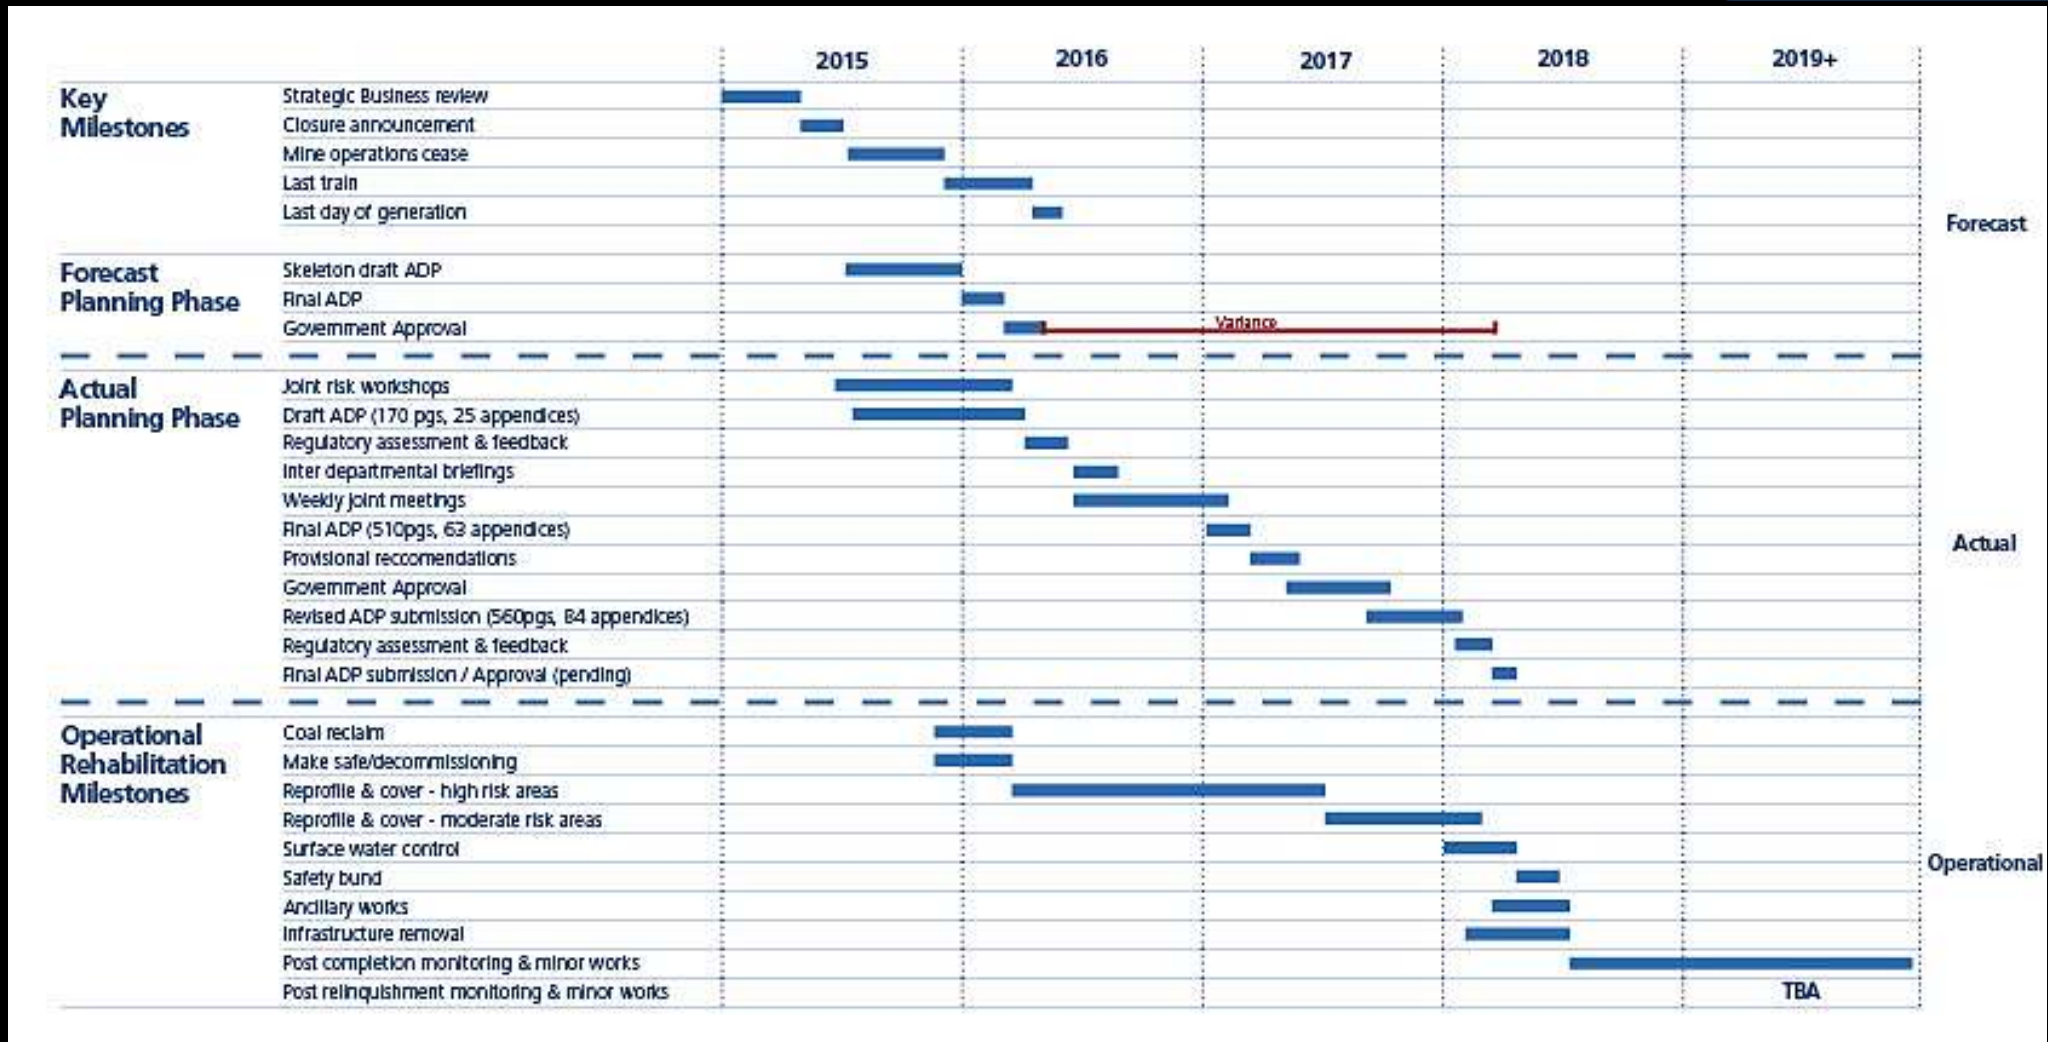 2015 2016 2017 2018 2019+
Key
Milestones
Strategic Business review
Closure announcement
Mine operations cease
Last train
Last day of generation
Forecast
Forecast
Planning Phase
Skeleton draft ADP
Final ADP
Government Approval
Variance
Actual
Planning Phase
Joint risk workshops
Draft ADP (170 pgs, 25 appendices)
Regulatory assessment & feedback
Inter departmental briefings
Weekly joint meetings
Final ADP (510pgs, 63 appendices)
Actual
Provisional reccomendations
Government Approval
Revised ADP submission (560pgs, 84 appendices)
Regulatory assessment & feedback
Final ADP submission / Approval (pending)
Operational
Rehabilitation
Milestones
Coal reclaim
Make safe/decommissioning
Reprofile & cover - high risk areas
Reprofile & cover - moderate risk areas
Surface water control
Operational
Safety bund
Ancillary works
Infrastructure removal
Post completion monitoring & minor works
Post relinquishment monitoring & minor works
TBA